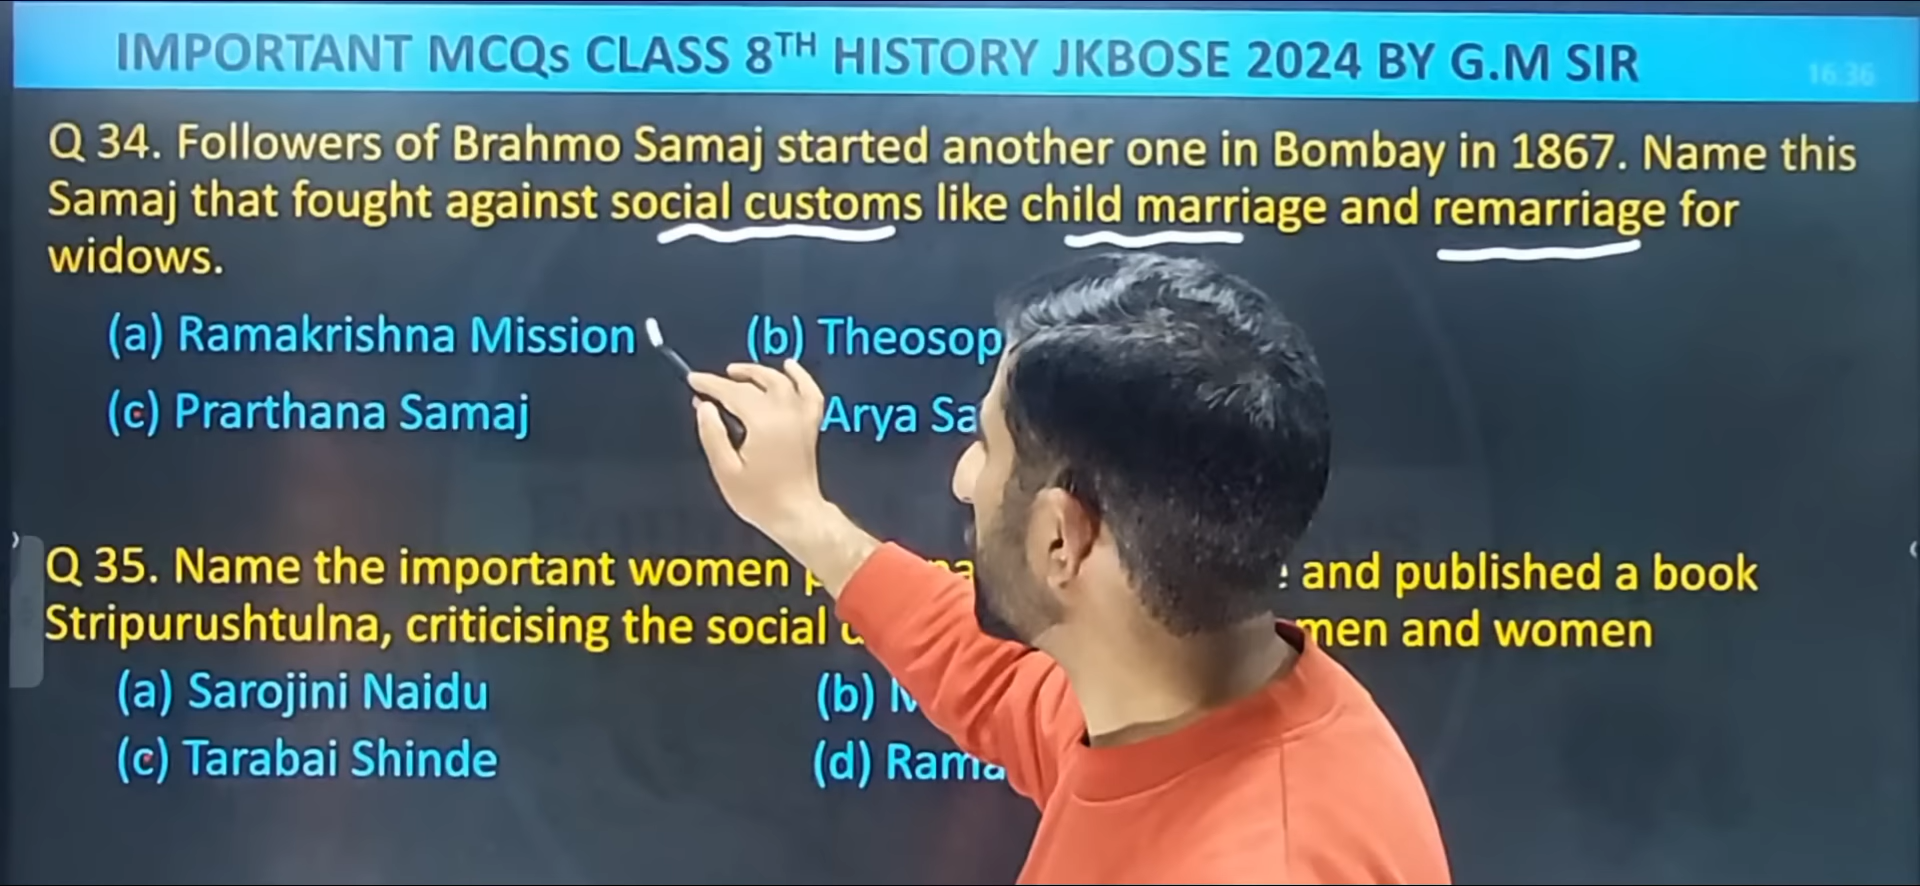 IMPORTANT MCQs CLASS 8TH HISTORY JKBOSE 2024 BY G.M SIR
16:36
Q 34. Followers of Brahmo Samaj started another one in Bombay in 1867. Name this
Samaj that fought against social customs like child marriage and remarriage for
widows.
(a) Ramakrishna Mission (b) Theosop
(c) Prarthana Samaj Arya Sa
Q 35. Name the important women and published a book
Stripurushtulna, criticising the social men and women
(a) Sarojini Naidu (b)
(c) Tarabai Shinde (d) Rama